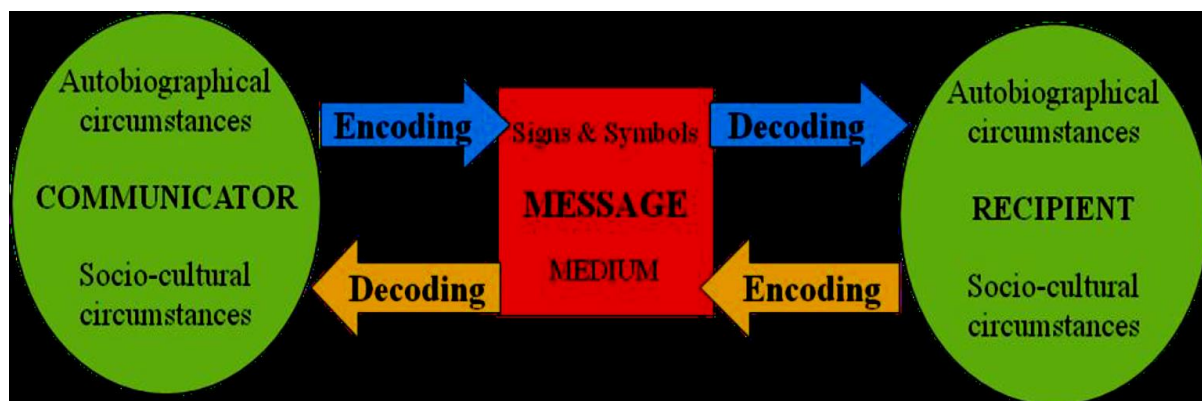 Autobiographical
circumstances
COMMUNICATOR
Socio-cultural
circumstances
Encoding
Decoding
Signs & Symbols
MESSAGE
MEDIUM
Decoding
Encoding
Autobiographical
circumstances
RECIPIENT
Socio-cultural
circumstances